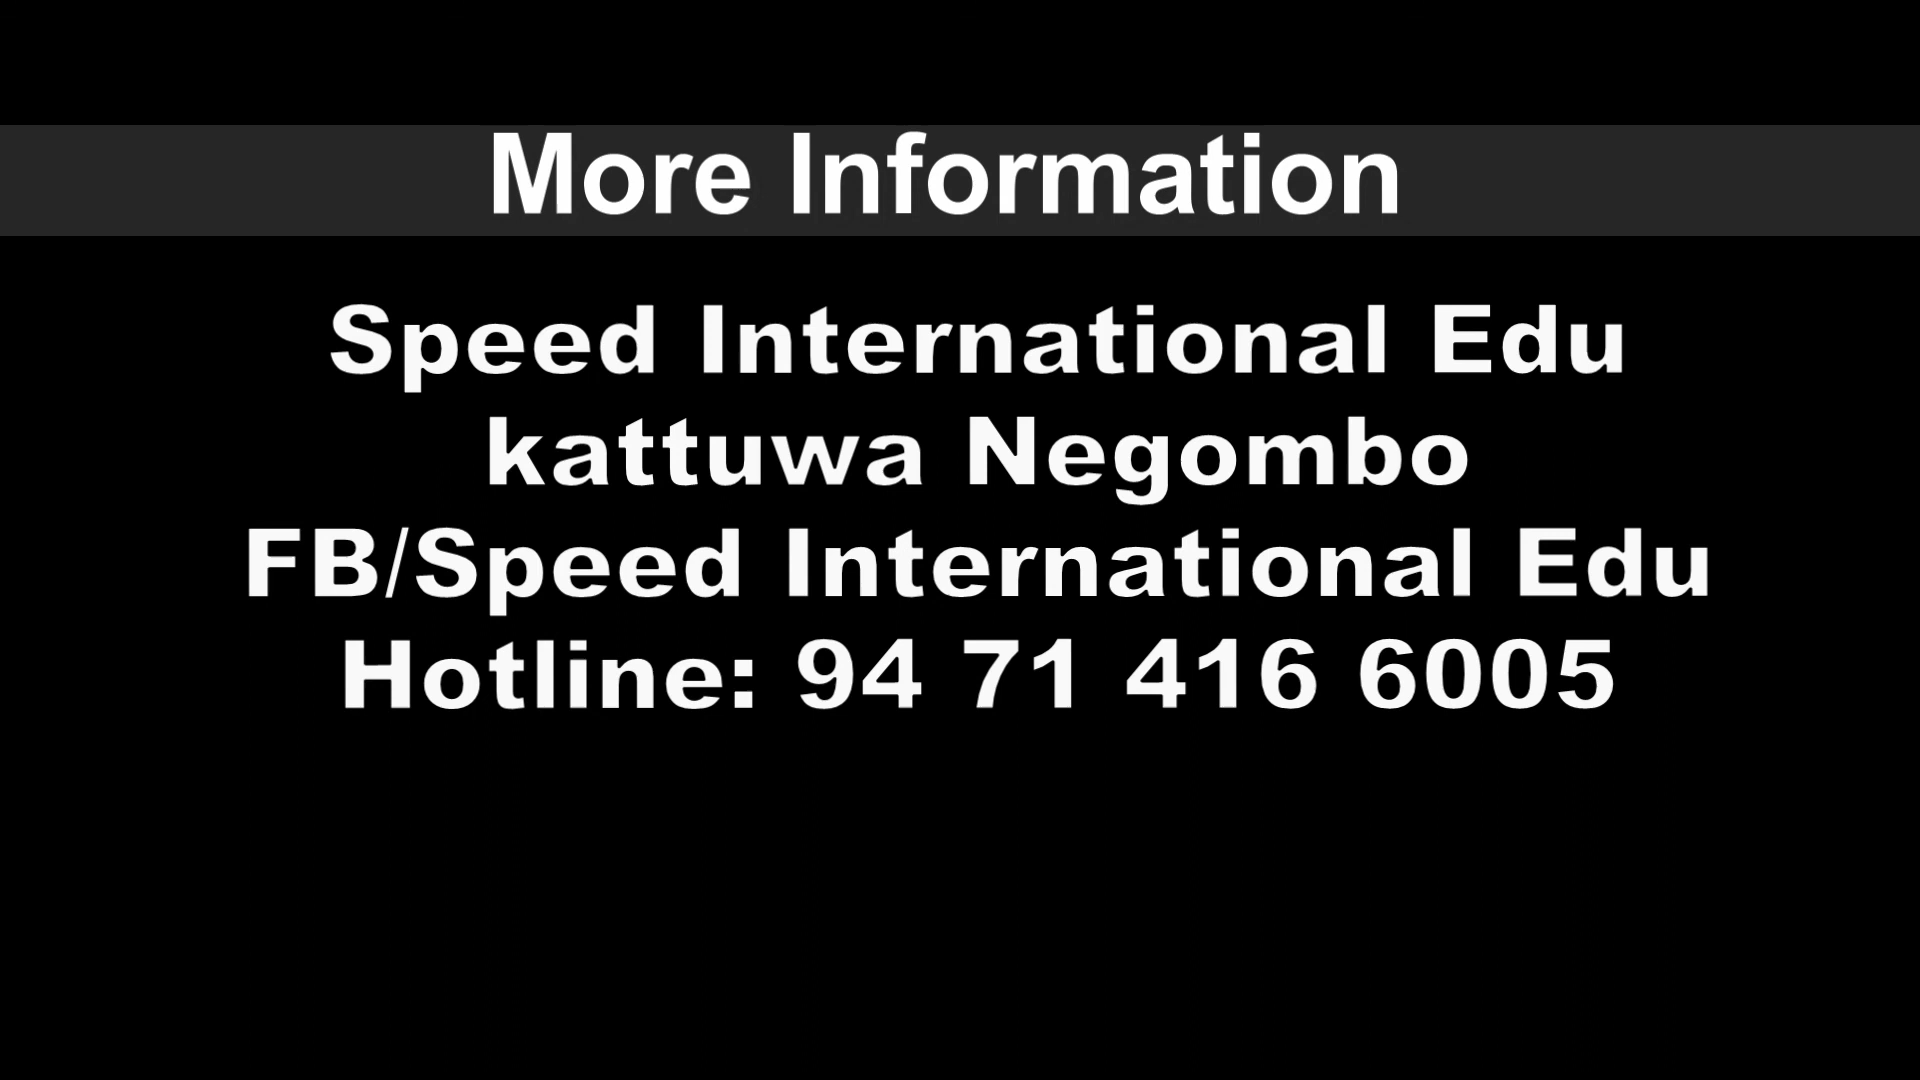 More Information
Speed International Edu
kattuwa Negombo
FB/Speed International Edu
Hotline: 94 71 416 6005